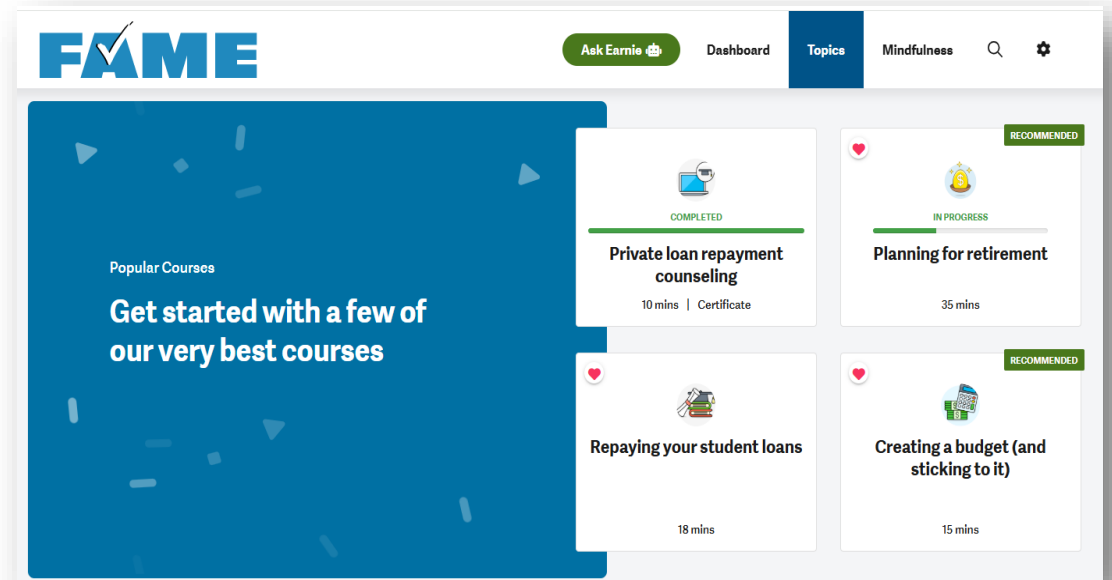 FAME
Ask Earnie
Dashboard
Topics
Mindfulness
Popular Courses
Get started with a few of
our very best courses
COMPLETED
Private loan repayment
counseling
10 mins | Certificate
RECOMMENDED
IN PROGRESS
Planning for retirement
35 mins
Repaying your student loans
18 mins
RECOMMENDED
Creating a budget (and
sticking to it)
15 mins